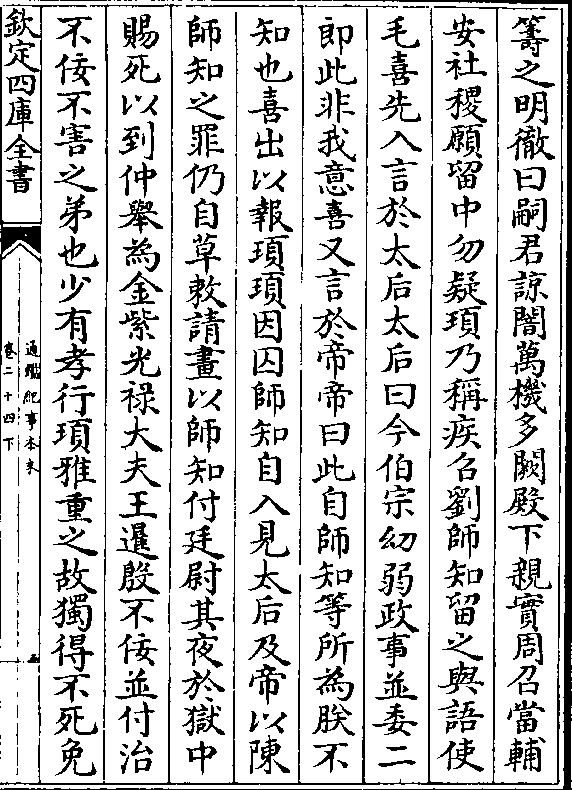 籌之明徹曰嗣君諒闇萬機多闕殿下親實周召當輔
安社稷願留中勿疑頊乃稱疾召劉師知留之與語使
毛喜先入言於太后太后曰今伯宗幼弱政事並委二
即此非我意喜又言於帝帝曰此自師知等所為朕不
知也喜出以報頊頊因囚師知自入見太后及帝以陳
師知之罪仍自草敕請畫以師知付廷尉其夜於獄中
賜死以到仲舉為金紫光祿大夫王暹殷不佞並付治
不佞不害之弟也少有孝行頊雅重之故獨得不死免
欽定四庫全書
通鑑紀事本末
卷二十四下